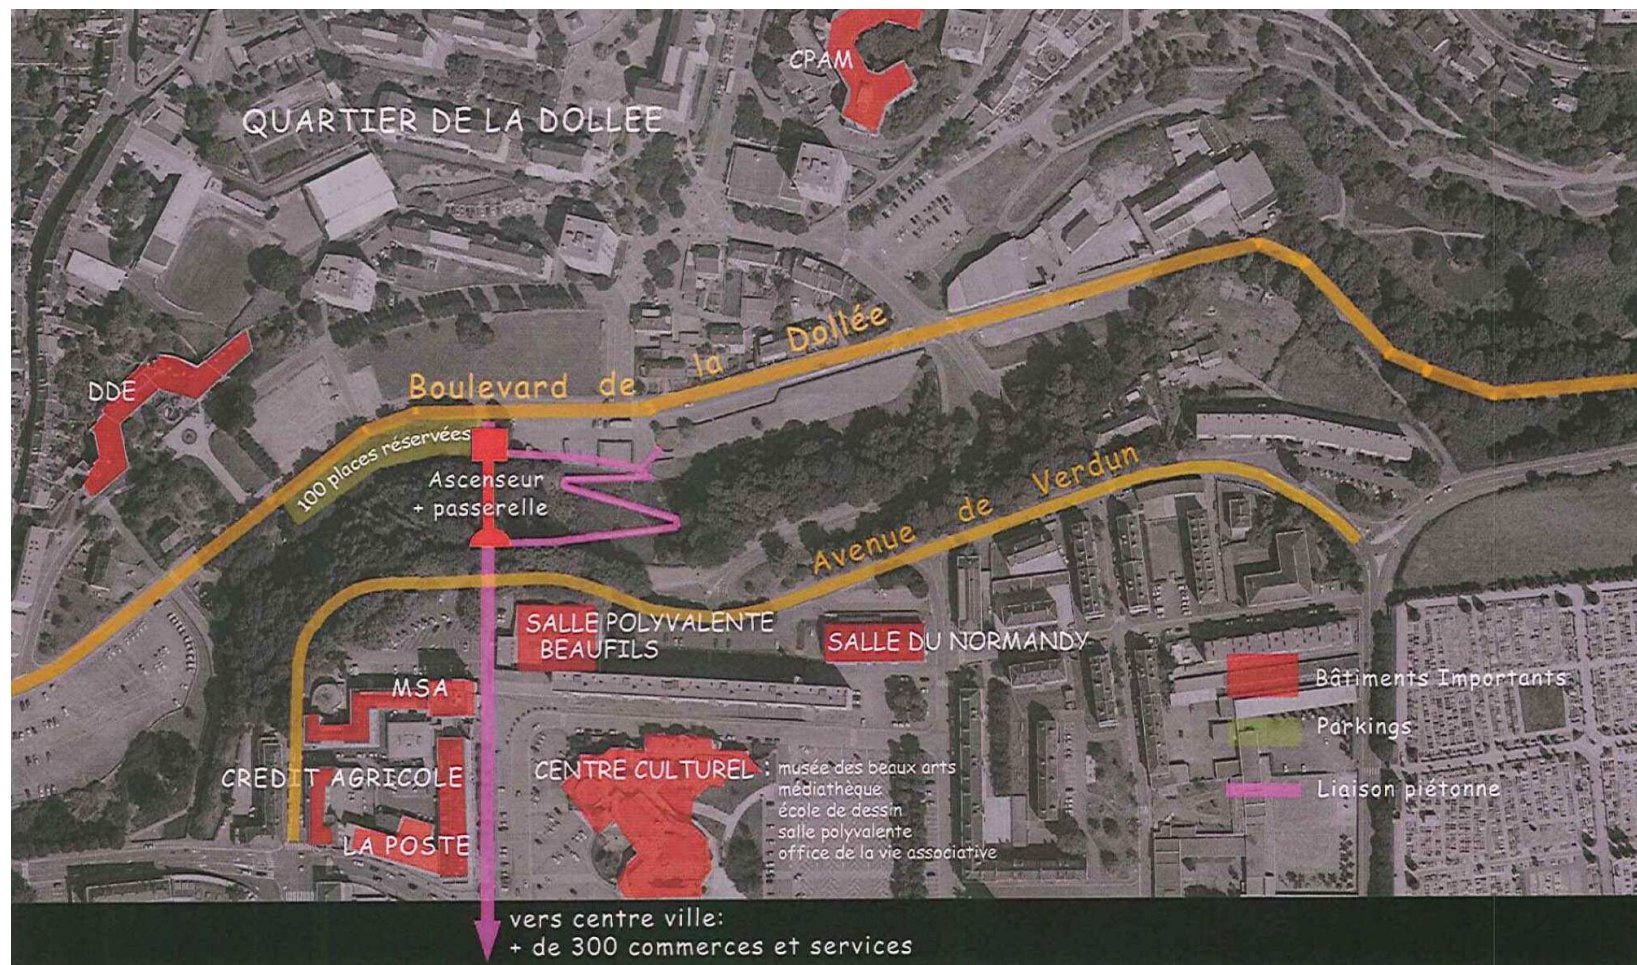 CPAM
QUARTIER DE LA DOLLEE
DDE
Boulevard de la Dollée
100 places réservées
Ascenseur
+ passerelle
Avenue de Verdun
SALLE POLYVALENTE
BEAUFILS
SALLE DU NORMANDY
MSA
Bâtiments Importants
Parkings
Liaison piétonne
CREDIT AGRICOLE
LA POSTE
CENTRE CULTUREL : musée des beaux arts
médiathèque
école de dessin
salle polyvalente
office de la vie associative
vers centre ville:
+ de 300 commerces et services